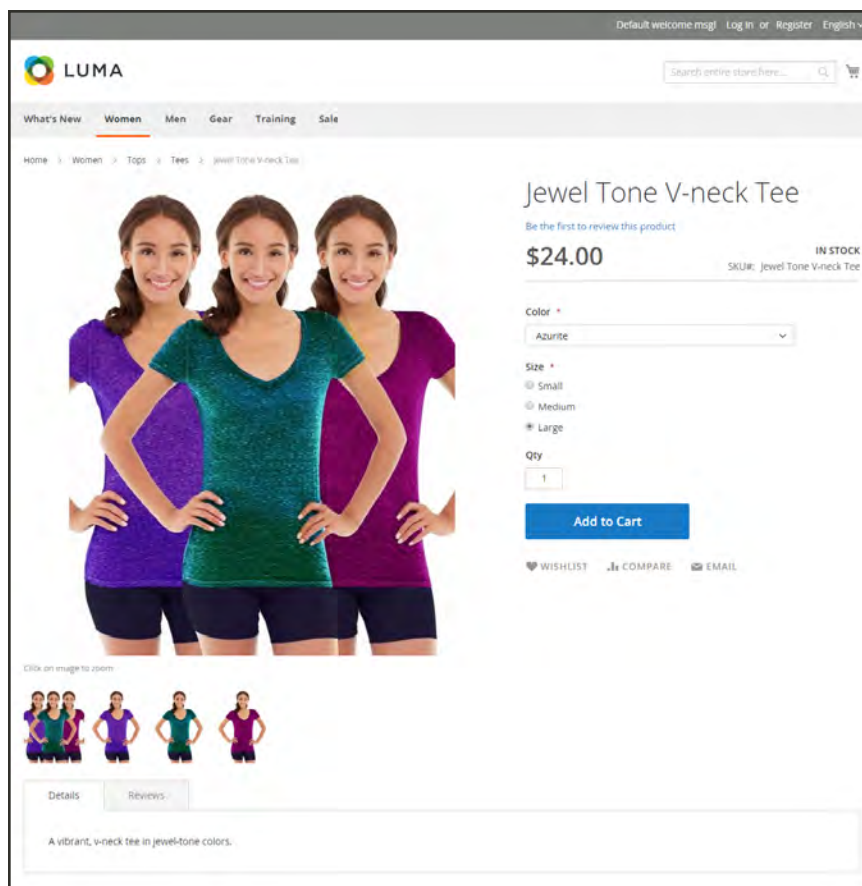 Default welcome msg! Log In or Register English
LUMA
Search entire store here...
What's New Women Men Gear Training Sale
Home > Women > Tops > Tees > Jewel Tone V-neck Tee
Jewel Tone V-neck Tee
Be the first to review this product
$24.00
IN STOCK
SKU#: Jewel Tone V-neck Tee
Color *
Azurite
Size *
Small
Medium
Large
Qty
1
Add to Cart
WISHLIST COMPARE EMAIL
Click on image to zoom
Details Reviews
A vibrant, v-neck tee in jewel-tone colors.